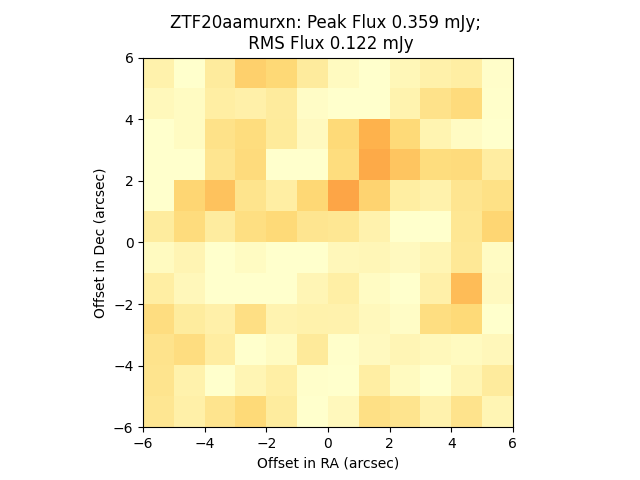 ZTF20aamurxn: Peak Flux 0.359 mJy;
RMS Flux 0.122 mJy
6
4
2
0
−2
−4
−6
Offset in Dec (arcsec)
−6 −4 −2 0 2 4 6
Offset in RA (arcsec)